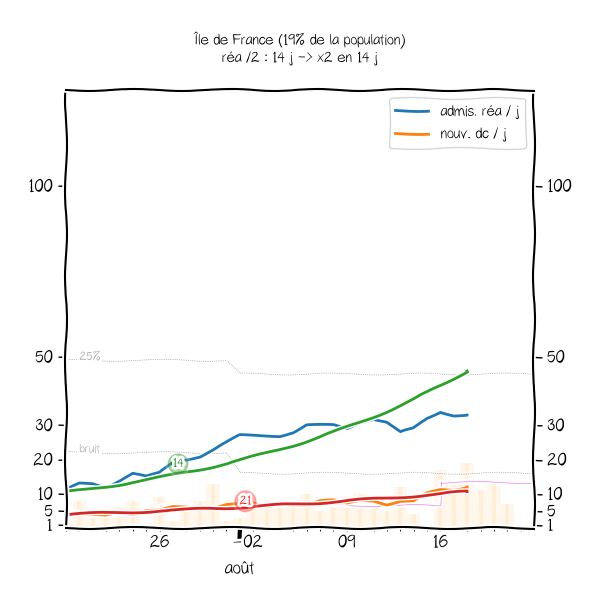 Île de France (19% de la population)
réa /2 : 14 j -> x2 en 14 j
admis. réa / j
nouv. dc / j
100 100
50 50
25%
30 30
bruit
20 20
14
10 10
21
5 5
1 1
26 02 09 16
août